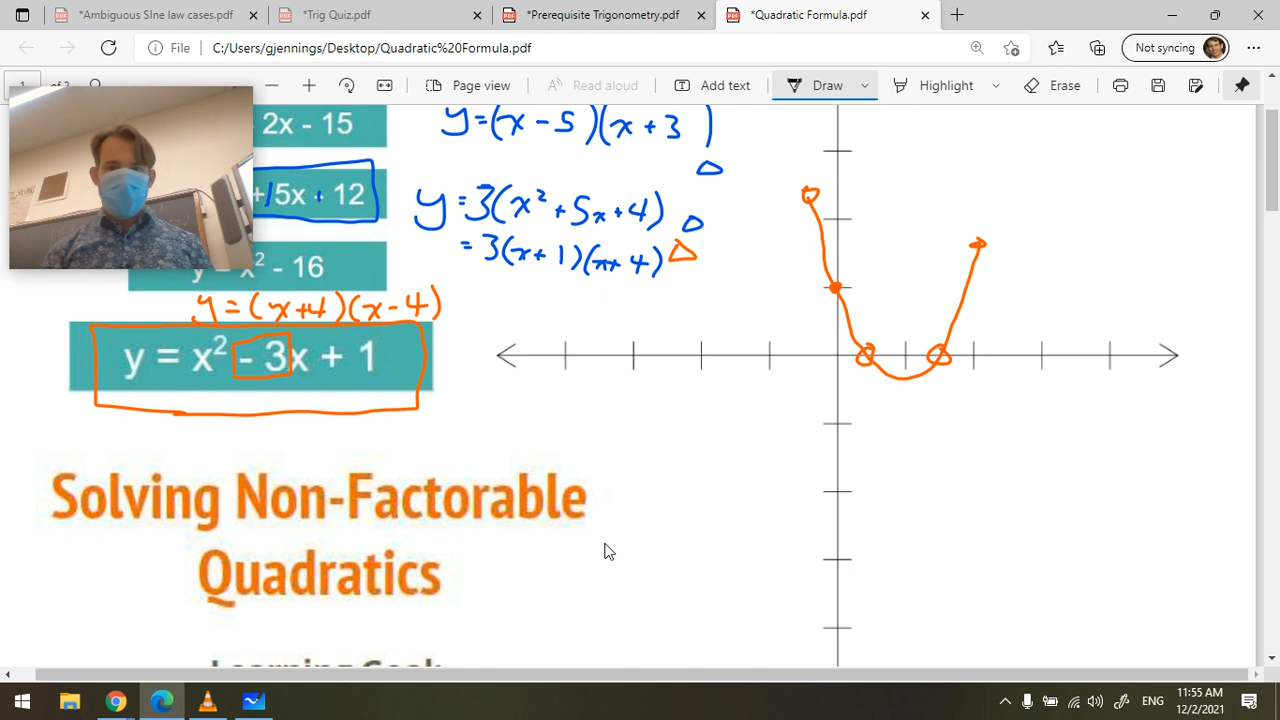 *Ambiguous SIne law cases.pdf
*Trig Quiz.pdf
*Prerequisite Trigonometry.pdf
*Quadratic Formula.pdf
File C:/Users/gjennings/Desktop/Quadratic%20Formula.pdf Not syncing
Page view Read aloud Add text Draw Highlight Erase
2x - 15
y=(x-5)(x+3)
+15x + 12
y=3(x²+5x+4)
=3(x+1)(x+4)
y = x² - 16
y=(x+4)(x-4)
y = x² - 3x + 1
Solving Non-Factorable
Quadratics
ENG
11:55 AM
12/2/2021